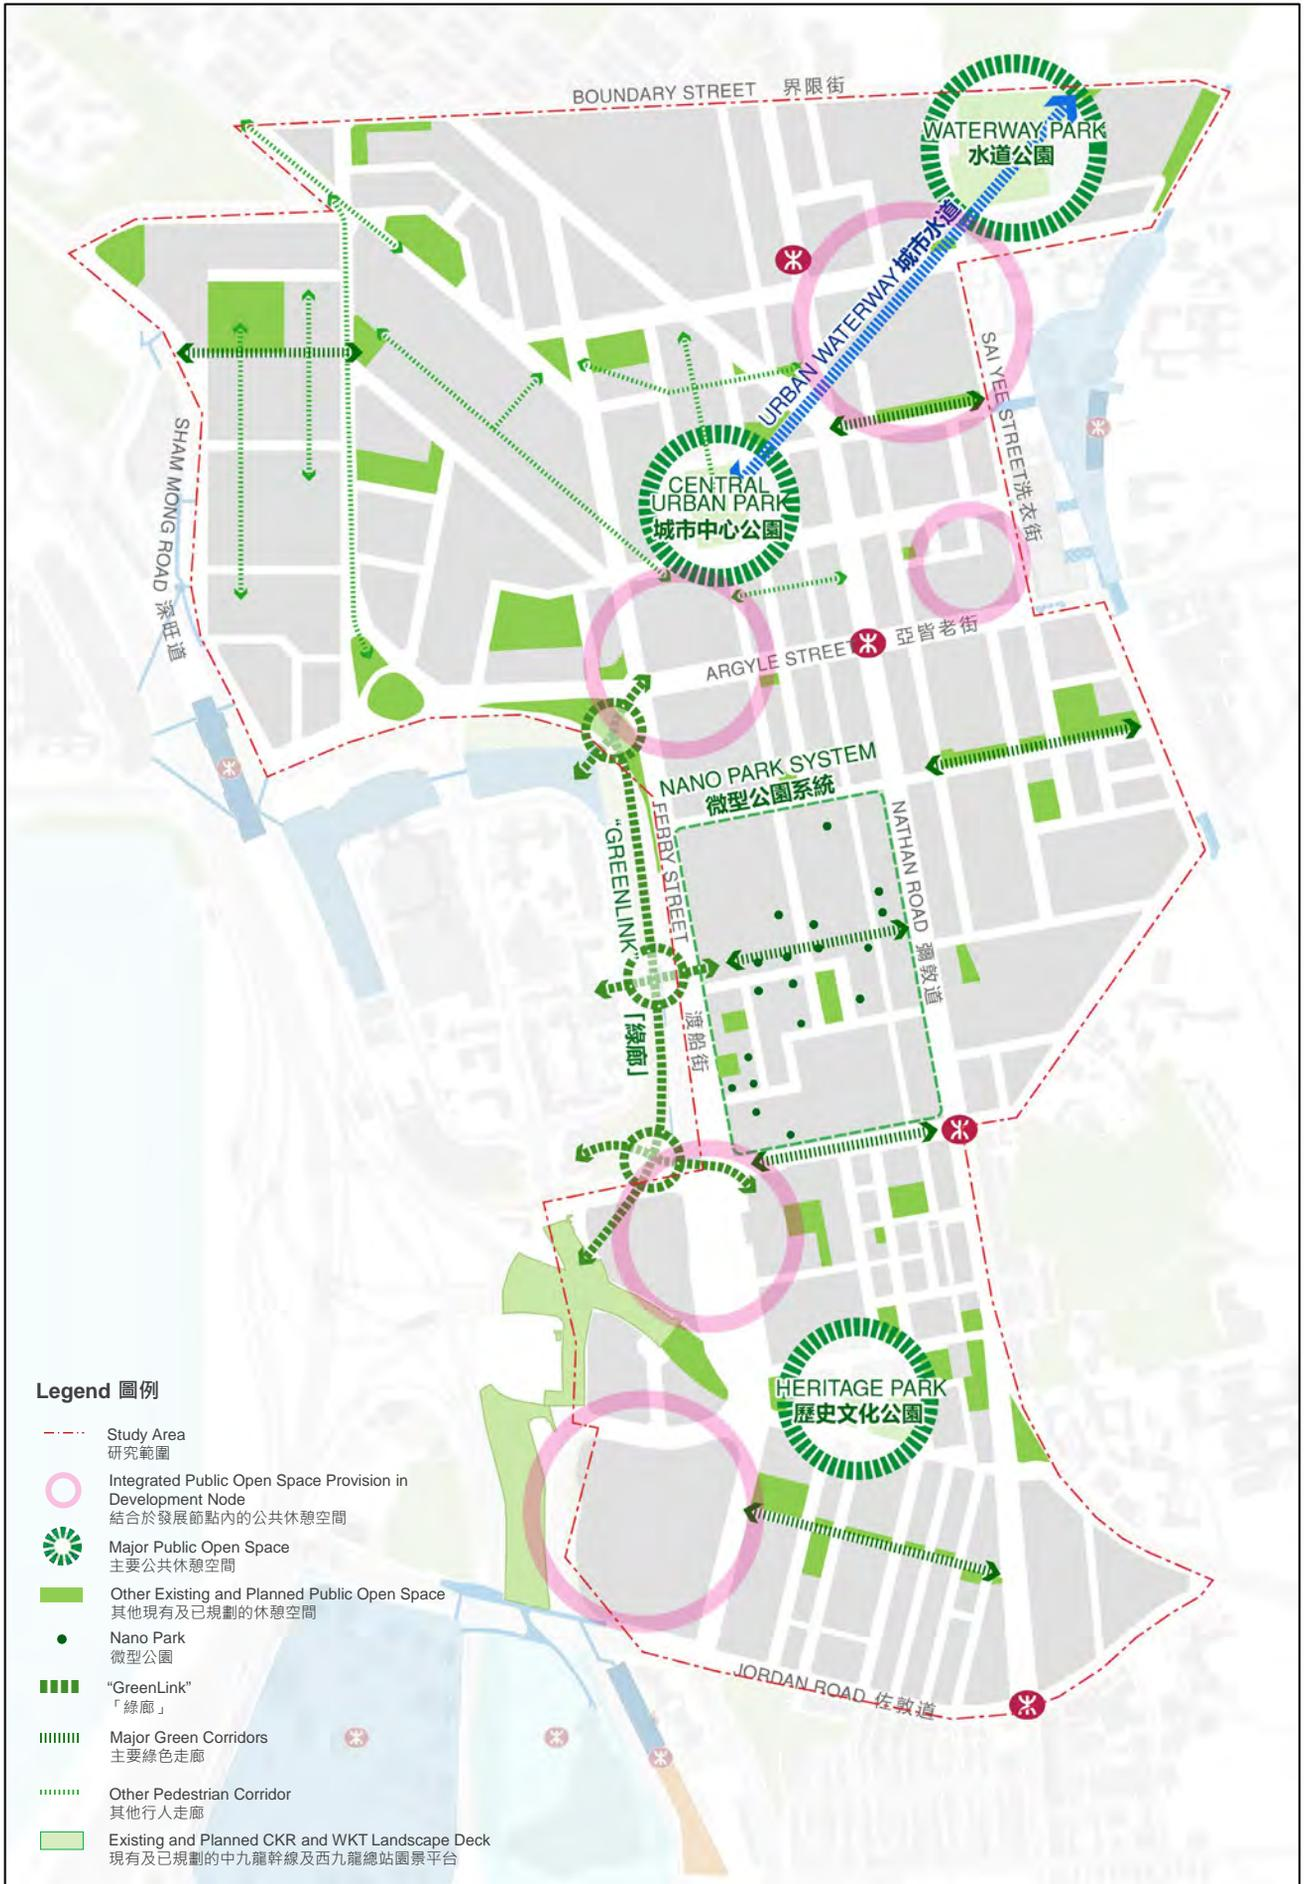 BOUNDARY STREET 界限街
WATERWAY PARK
水道公園
URBAN WATERWAY 城市水道
SAI YEE STREET 洗衣街
SHAM MONG ROAD 深旺道
CENTRAL
URBAN PARK
城市中心公園
ARGYLE STREET 亞皆老街
NANO PARK SYSTEM
微型公園系統
"GREENLINK"
「綠廊」
FERRY STREET
渡船街
NATHAN ROAD 彌敦道
HERITAGE PARK
歷史文化公園
JORDAN ROAD 佐敦道
Legend 圖例
Study Area
研究範圍
Integrated Public Open Space Provision in
Development Node
結合於發展節點內的公共休憩空間
Major Public Open Space
主要公共休憩空間
Other Existing and Planned Public Open Space
其他現有及已規劃的休憩空間
Nano Park
微型公園
“GreenLink”
「綠廊」
Major Green Corridors
主要綠色走廊
Other Pedestrian Corridor
其他行人走廊
Existing and Planned CKR and WKT Landscape Deck
現有及已規劃的中九龍幹線及西九龍總站園景平台